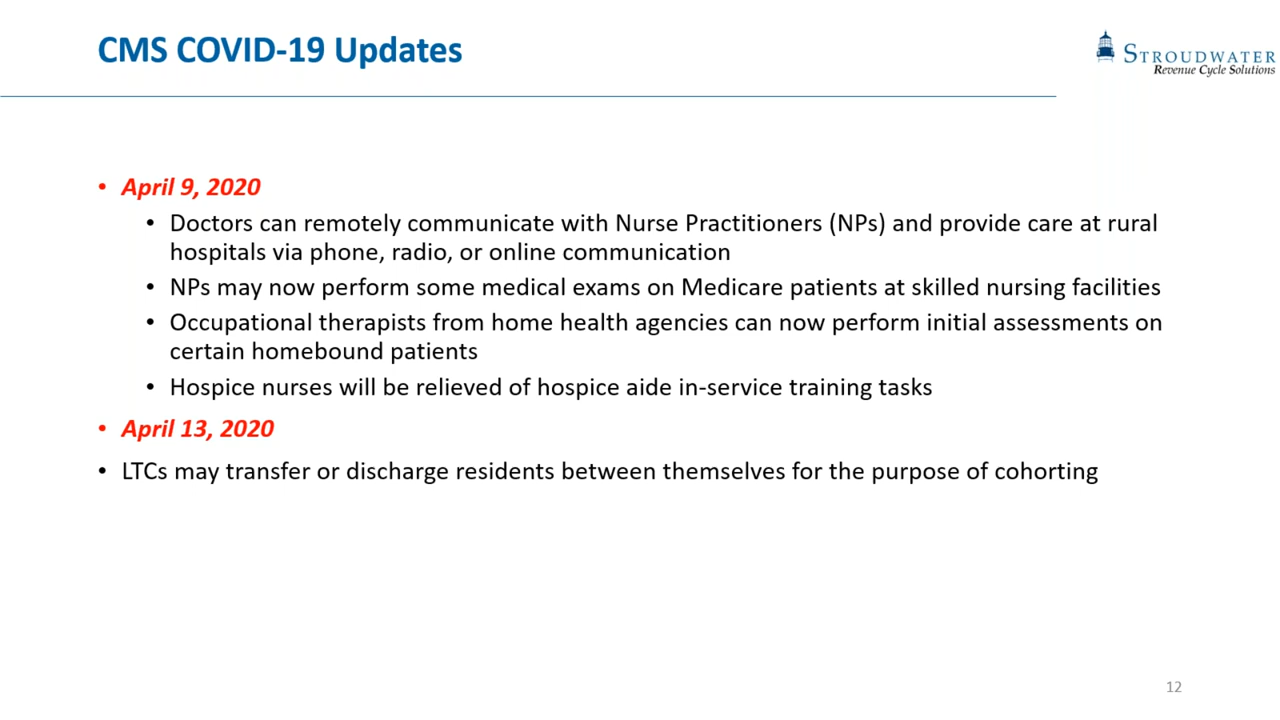 CMS COVID-19 Updates
STROUDWATER
Revenue Cycle Solutions
• April 9, 2020
• Doctors can remotely communicate with Nurse Practitioners (NPs) and provide care at rural
hospitals via phone, radio, or online communication
• NPs may now perform some medical exams on Medicare patients at skilled nursing facilities
• Occupational therapists from home health agencies can now perform initial assessments on
certain homebound patients
• Hospice nurses will be relieved of hospice aide in-service training tasks
• April 13, 2020
• LTCs may transfer or discharge residents between themselves for the purpose of cohorting
12